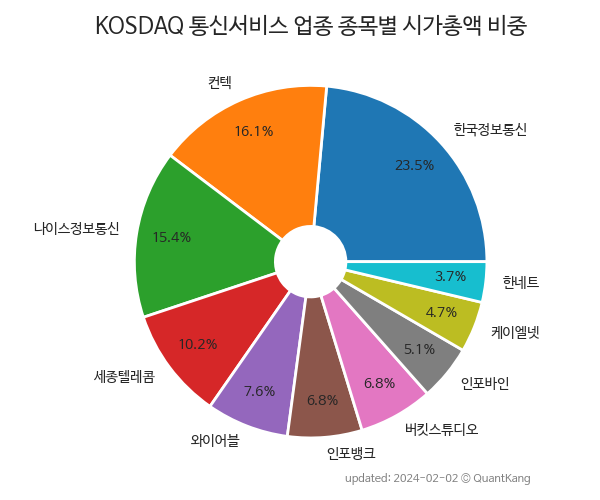 KOSDAQ 통신서비스 업종 종목별 시가총액 비중
컨텍
한국정보통신
16.1%
23.5%
나이스정보통신
15.4%
3.7%
한네트
4.7%
케이엘넷
10.2%
5.1%
세종텔레콤
인포바인
7.6%
6.8%
6.8%
버킷스튜디오
와이어블
인포뱅크
updated: 2024-02-02 © QuantKang